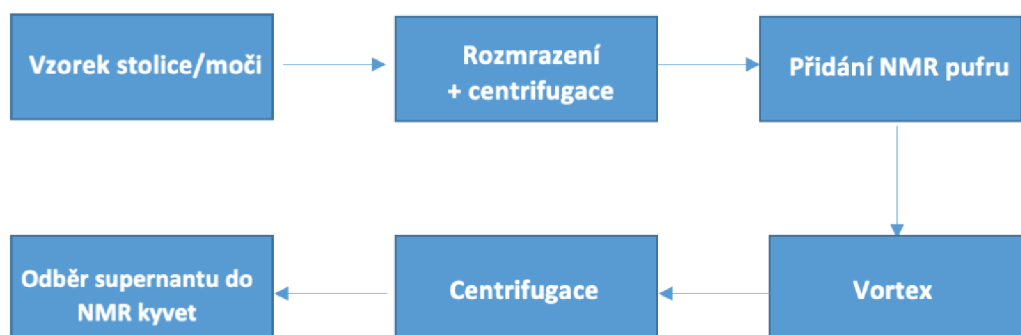 Vzorek stolice/moči
Rozmrazení
+ centrifugace
Přidání NMR pufru
Vortex
Centrifugace
Odběr supernantu do
NMR kyvet